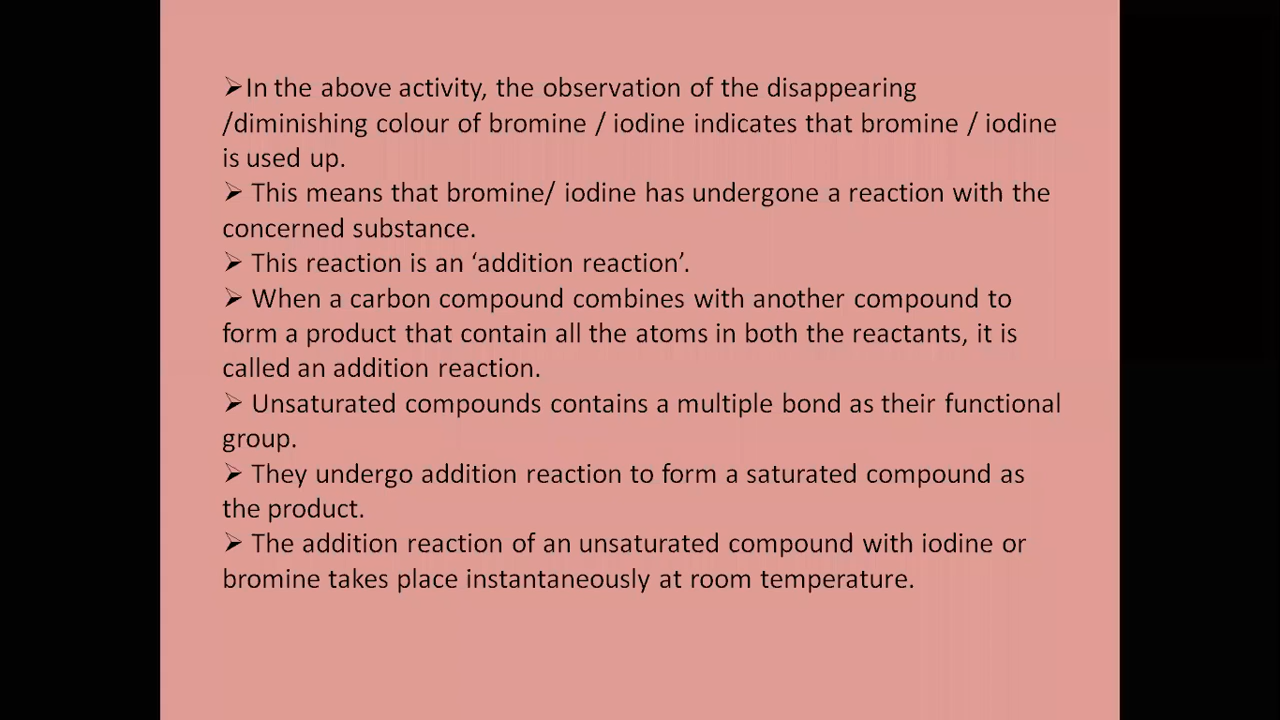 ➢In the above activity, the observation of the disappearing
/diminishing colour of bromine / iodine indicates that bromine / iodine
is used up.
➢ This means that bromine/ iodine has undergone a reaction with the
concerned substance.
➢ This reaction is an ‘addition reaction’.
➢ When a carbon compound combines with another compound to
form a product that contain all the atoms in both the reactants, it is
called an addition reaction.
➢ Unsaturated compounds contains a multiple bond as their functional
group.
➢ They undergo addition reaction to form a saturated compound as
the product.
➢ The addition reaction of an unsaturated compound with iodine or
bromine takes place instantaneously at room temperature.